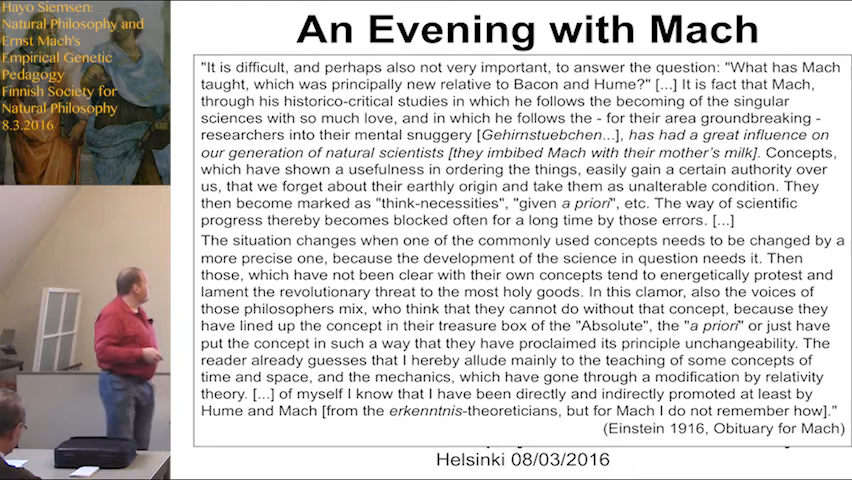 Hayo Siemsen:
Natural Philosophy and
Ernst Mach's
Empirical Genetic
Pedagogy
Finnish Society for
Natural Philosophy
8.3.2016
An Evening with Mach
"It is difficult, and perhaps also not very important, to answer the question: "What has Mach
taught, which was principally new relative to Bacon and Hume?" [...] It is fact that Mach,
through his historico-critical studies in which he follows the becoming of the singular
sciences with so much love, and in which he follows the - for their area groundbreaking -
researchers into their mental snuggery [Gehirnstuebchen...], has had a great influence on
our generation of natural scientists [they imbibed Mach with their mother's milk]. Concepts,
which have shown a usefulness in ordering the things, easily gain a certain authority over
us, that we forget about their earthly origin and take them as unalterable condition. They
then become marked as "think-necessities", "given a priori", etc. The way of scientific
progress thereby becomes blocked often for a long time by those errors. [...]
The situation changes when one of the commonly used concepts needs to be changed by a
more precise one, because the development of the science in question needs it. Then
those, which have not been clear with their own concepts tend to energetically protest and
lament the revolutionary threat to the most holy goods. In this clamor, also the voices of
those philosophers mix, who think that they cannot do without that concept, because they
have lined up the concept in their treasure box of the "Absolute", the "a priori" or just have
put the concept in such a way that they have proclaimed its principle unchangeability. The
reader already guesses that I hereby allude mainly to the teaching of some concepts of
time and space, and the mechanics, which have gone through a modification by relativity
theory. [...] of myself I know that I have been directly and indirectly promoted at least by
Hume and Mach [from the erkenntnis-theoreticians, but for Mach I do not remember how]."
(Einstein 1916, Obituary for Mach)
Helsinki 08/03/2016